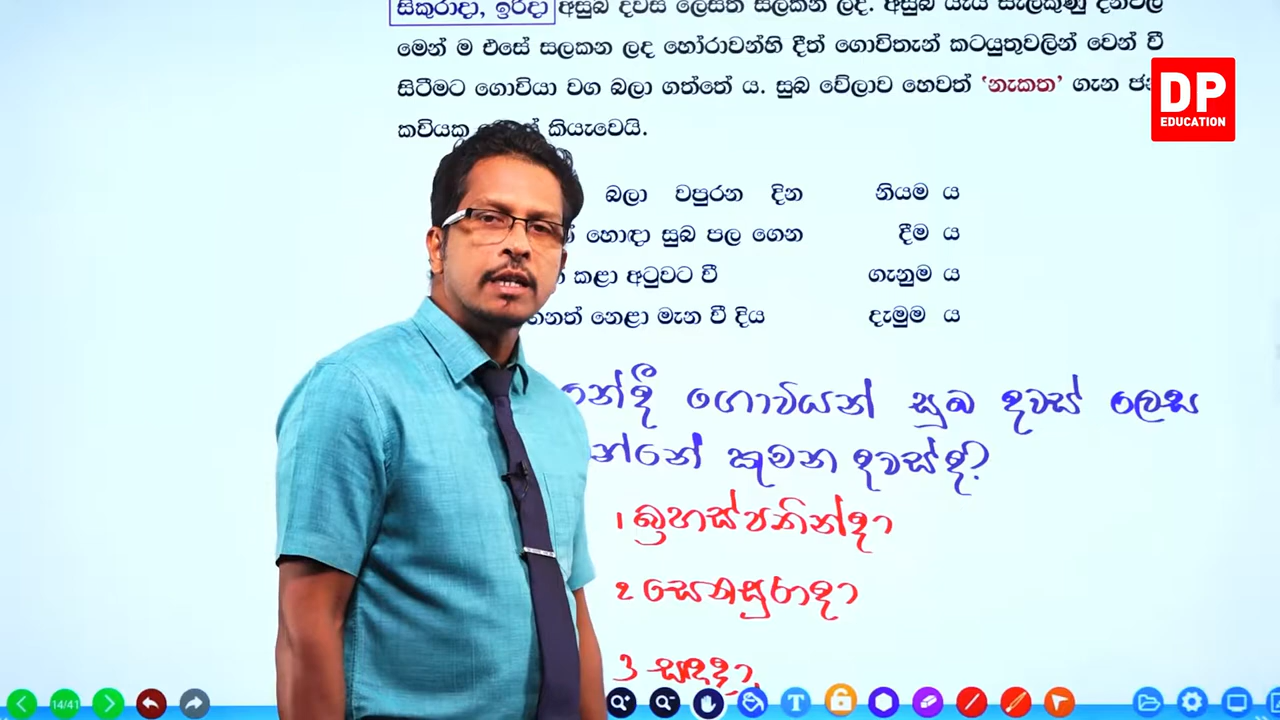 සිකුරාදා, ඉරිදා අසුබ දවස් ලෙසත් සලකන ලද. අසුබ යැයි සැලකුණු දිනවල
මෙන් ම එසේ සලකන ලද හෝරාවන්හි දීත් ගොවිතැන් කටයුතුවලින් වෙන් වී
සිටීමට ගොවියා වග බලා ගත්තේ ය. සුබ වේලාව හෙවත් ‘නැකත’ ගැන
කවියක කියැවෙයි.
DP
EDUCATION
බලා වපුරන දින නියම ය
හොඳා සුබ පල ගෙන දීම ය
කළා අටුවට වී ගැනුම ය
නෙළා මැන වී දිය දැමුම ය
ගොවියන් සුබ දවස් ලෙස
කුමන දවස්ද?
1 බ්‍රහස්පතින්දා
2 සෙනසුරාදා
3 සඳුදා
14/41
T